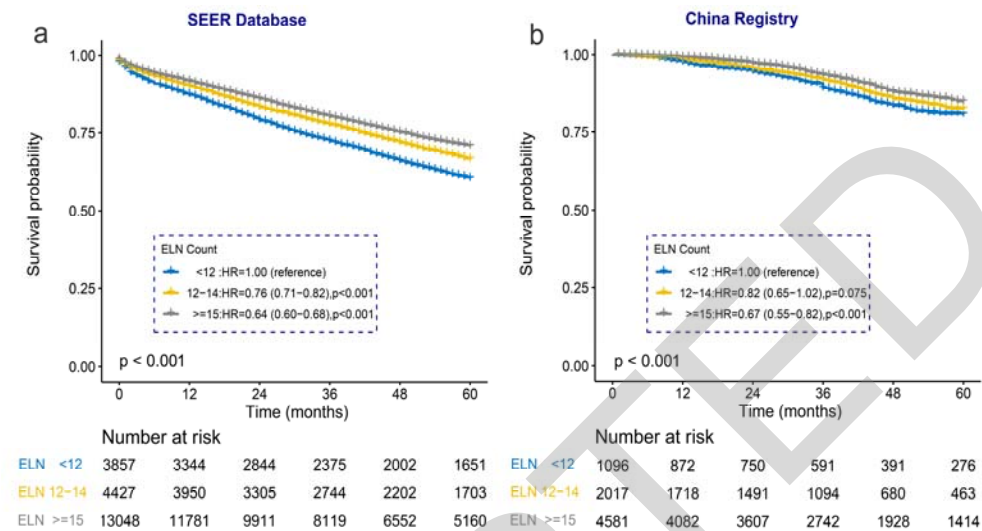 SEER Database
a
1.00
0.75
0.50
0.25
0.00
Survival probability
ELN Count
<12 :HR=1.00 (reference)
12−14:HR=0.76 (0.71−0.82),p<0.001
>=15:HR=0.64 (0.60−0.68),p<0.001
p < 0.001
0 12 24 36 48 60
Time (months)
Number at risk
ELN <12 3857 3344 2844 2375 2002 1651
ELN 12−14 4427 3950 3305 2744 2202 1703
ELN >=15 13048 11781 9911 8119 6552 5160
China Registry
b
1.00
0.75
0.50
0.25
0.00
Survival probability
ELN Count
<12 :HR=1.00 (reference)
12−14:HR=0.82 (0.65−1.02),p=0.075
>=15:HR=0.67 (0.55−0.82),p<0.001
p < 0.001
0 12 24 36 48 60
Time (months)
Number at risk
ELN <12 1096 872 750 591 391 276
ELN 12−14 2017 1718 1491 1094 680 463
ELN >=15 4581 4082 3607 2742 1928 1414
TED